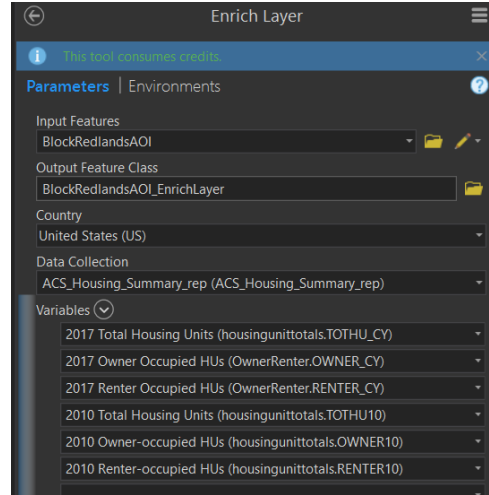 Enrich Layer
This tool consumes credits.
Parameters | Environments
Input Features
BlockRedlandsAOI
Output Feature Class
BlockRedlandsAOI_EnrichLayer
Country
United States (US)
Data Collection
ACS_Housing_Summary_rep (ACS_Housing_Summary_rep)
Variables
2017 Total Housing Units (housingunittotals.TOTHU_CY)
2017 Owner Occupied HUs (OwnerRenter.OWNER_CY)
2017 Renter Occupied HUs (OwnerRenter.RENTER_CY)
2010 Total Housing Units (housingunittotals.TOTHU10)
2010 Owner-occupied HUs (housingunittotals.OWNER10)
2010 Renter-occupied HUs (housingunittotals.RENTER10)